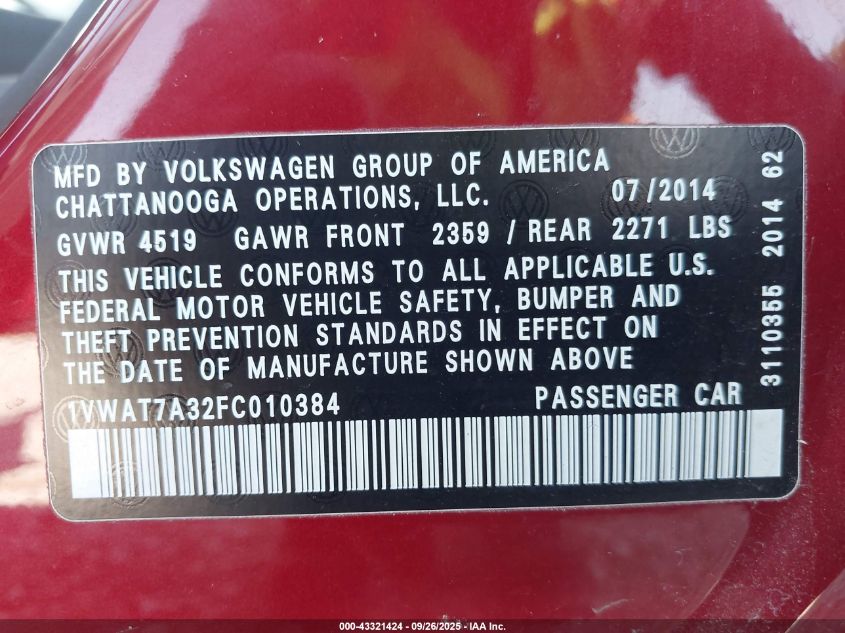 MFD BY VOLKSWAGEN GROUP OF AMERICA
CHATTANOOGA OPERATIONS, LLC. 07/2014
GVWR 4519 GAWR FRONT 2359 / REAR 2271 LBS
THIS VEHICLE CONFORMS TO ALL APPLICABLE U.S.
FEDERAL MOTOR VEHICLE SAFETY, BUMPER AND
THEFT PREVENTION STANDARDS IN EFFECT ON
THE DATE OF MANUFACTURE SHOWN ABOVE
1VWAT7A32FC010384 PASSENGER CAR
3110355 2014 62
000-43321424 - 09/26/2025 - IAA Inc.